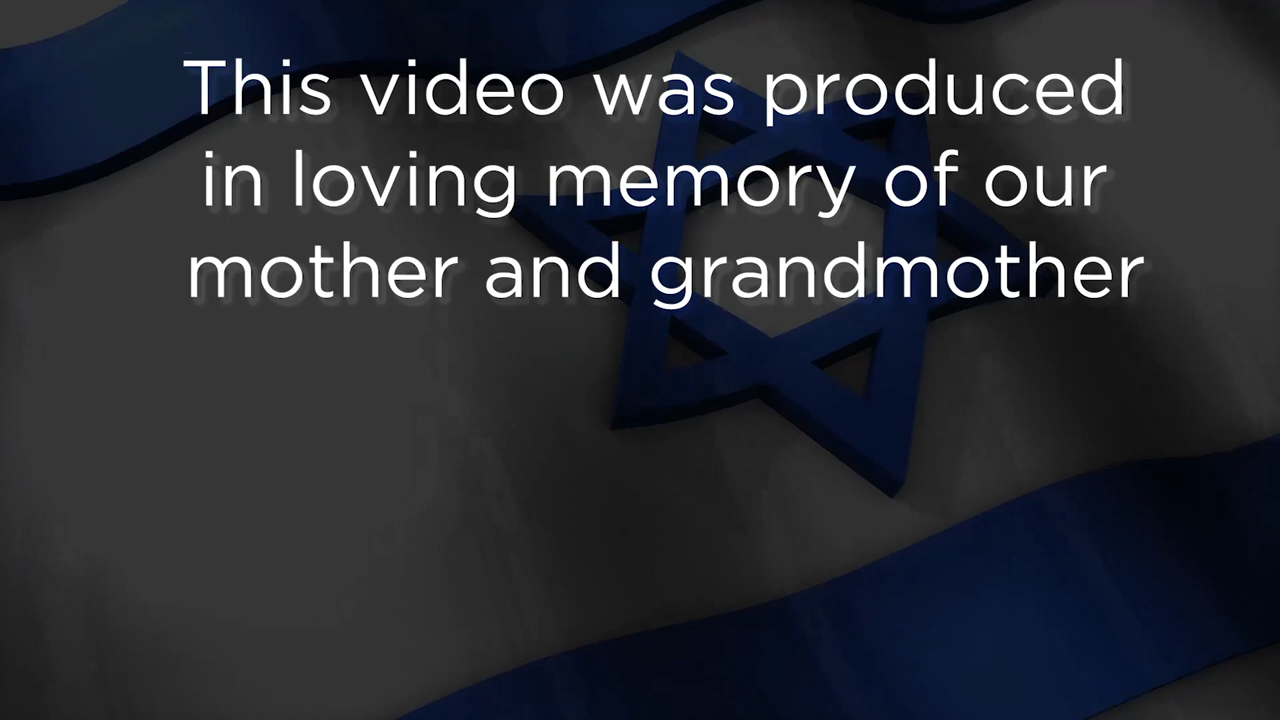 This video was produced
in loving memory of our
mother and grandmother